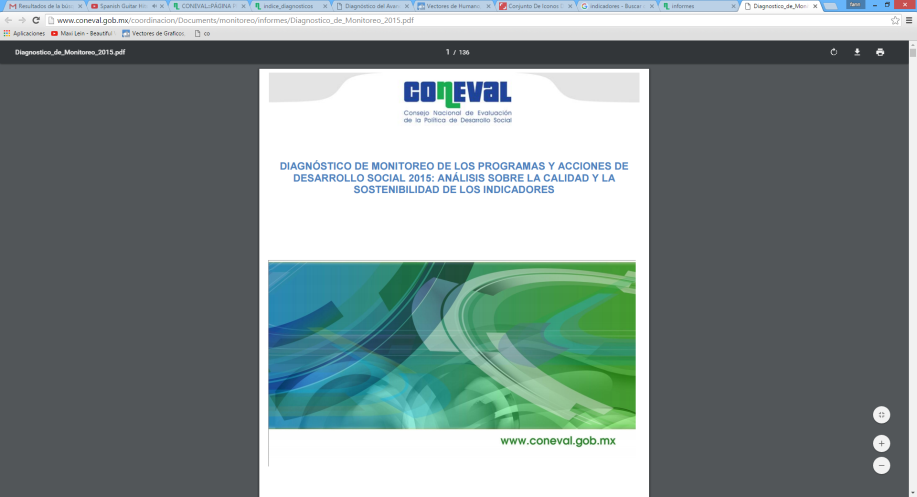 Resultados de la bús
Spanish Guitar
CONEVAL:PÁGINA
indice_diagnosticos
Diagnóstico del Avanc
Vectores de Humano:
Conjunto De Iconos
indicadores - Buscar
informes
Diagnostico_de_Moni
www.coneval.gob.mx/coordinacion/Documents/monitoreo/informes/Diagnostico_de_Monitoreo_2015.pdf
Aplicaciones
Maxi Lein - Beautiful
Vectores de Grafico:
co
Diagnostico_de_Monitoreo_2015.pdf
1 / 136
CONEVAL
Consejo Nacional de Evaluación
de la Política de Desarrollo Social
DIAGNÓSTICO DE MONITOREO DE LOS PROGRAMAS Y ACCIONES DE
DESARROLLO SOCIAL 2015: ANÁLISIS SOBRE LA CALIDAD Y LA
SOSTENIBILIDAD DE LOS INDICADORES
www.coneval.gob.mx